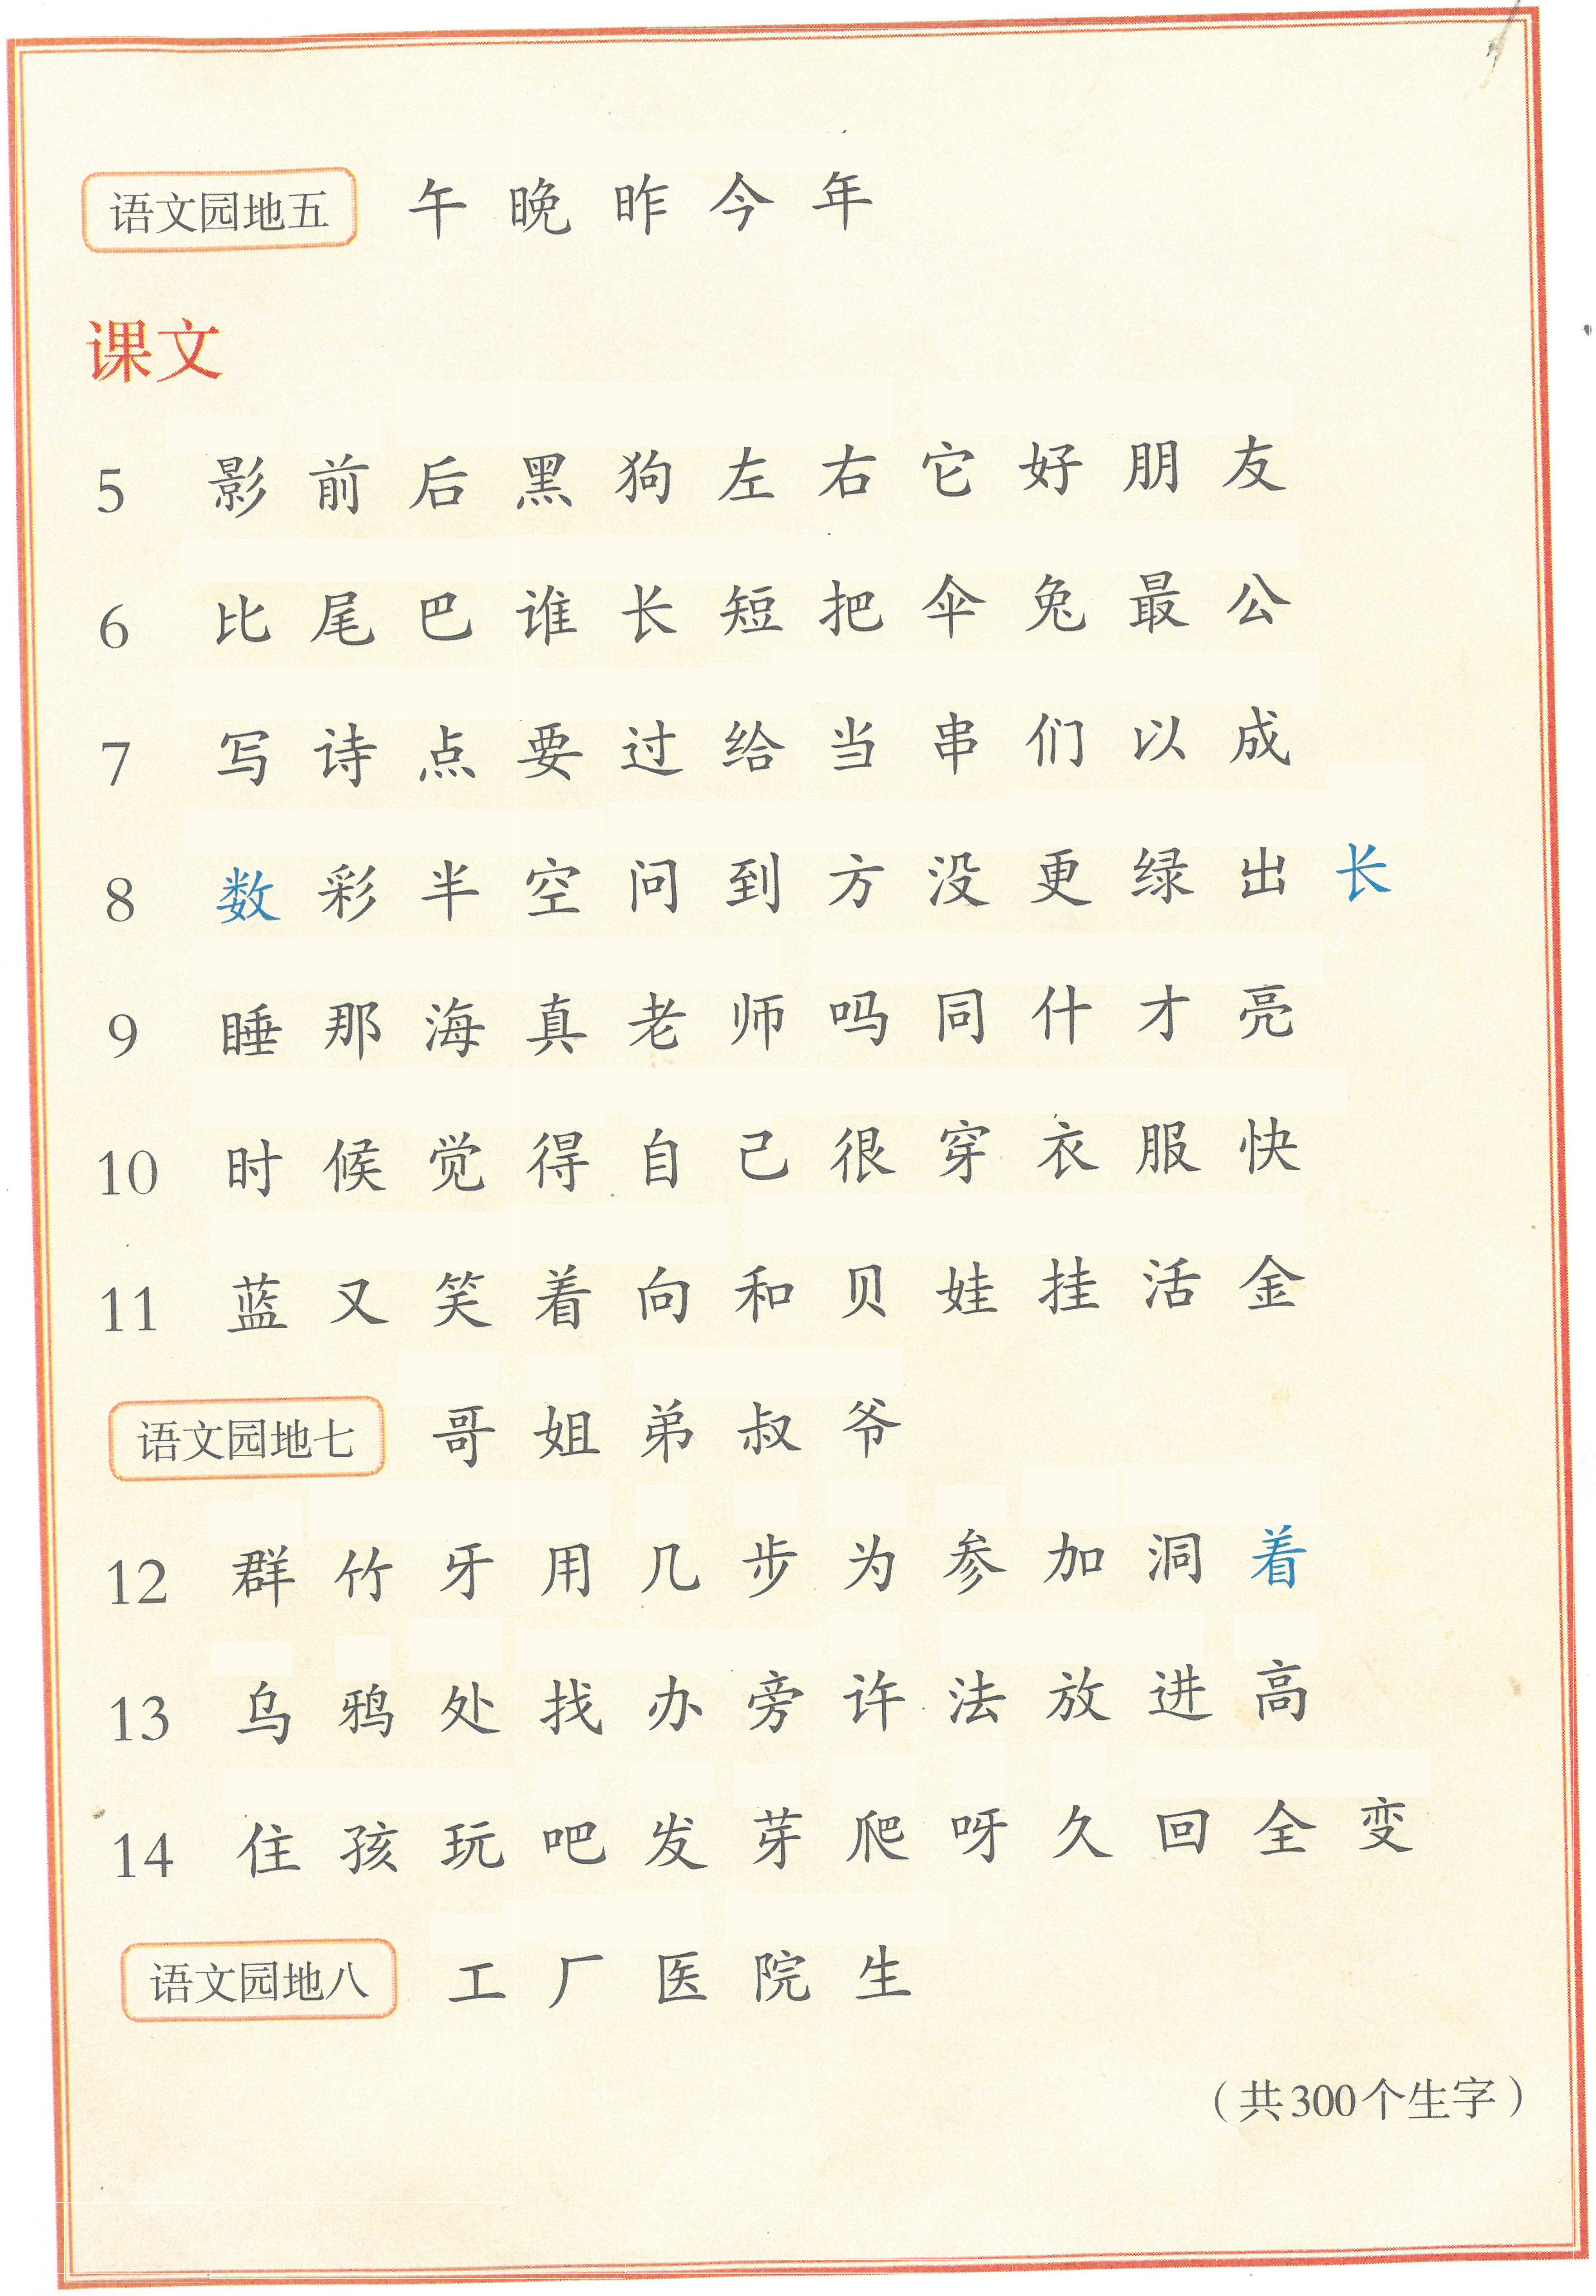 语文园地五 午 晚 昨 今 年
课文
5 影 前 后 黑 狗 左 右 它 好 朋 友
6 比 尾 巴 谁 长 短 把 伞 兔 最 公
7 写 诗 点 要 过 给 当 串 们 以 成
8 数 彩 半 空 问 到 方 没 更 绿 出 长
9 睡 那 海 真 老 师 吗 同 什 才 亮
10 时 候 觉 得 自 己 很 穿 衣 服 快
11 蓝 又 笑 着 向 和 贝 娃 挂 活 金
语文园地七 哥 姐 弟 叔 爷
12 群 竹 牙 用 几 步 为 参 加 洞 着
13 乌 鸦 处 找 办 旁 许 法 放 进 高
14 住 孩 玩 吧 发 芽 爬 呀 久 回 全 变
语文园地八 工 厂 医 院 生
（共300个生字）